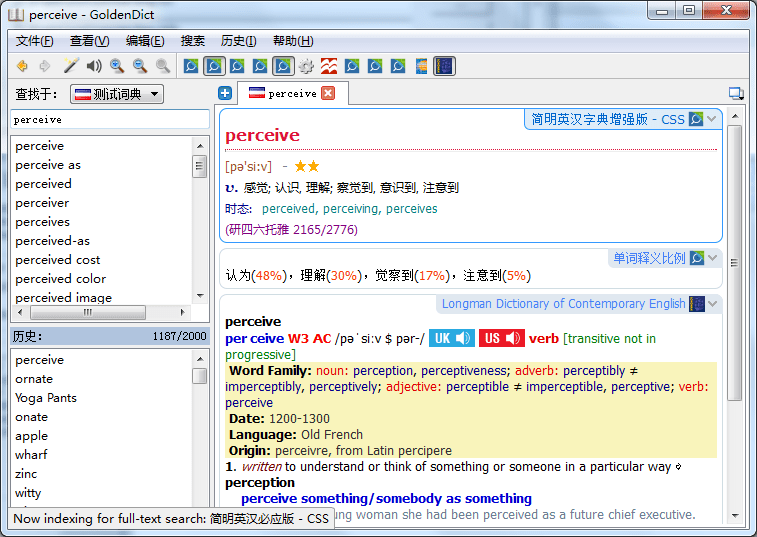 perceive - GoldenDict
文件(F) 查看(V) 编辑(E) 搜索 历史(I) 帮助(H)
查找于: 测试词典
perceive
perceive
perceive as
perceived
perceiver
perceives
perceived-as
perceived cost
perceived color
perceived image
历史: 1187/2000
perceive
ornate
Yoga Pants
onate
apple
wharf
zinc
witty
Now indexing for full-text search: 简明英汉必应版 - CSS
perceive
简明英汉字典增强版 - CSS
perceive
[pә'si:v] - ★★
v. 感觉; 认识, 理解; 察觉到, 意识到, 注意到
时态: perceived, perceiving, perceives
(研四六托雅 2165/2776)
单词释义比例
认为(48%)，理解(30%)，觉察到(17%)，注意到(5%)
Longman Dictionary of Contemporary English
perceive
per‧ceive W3 AC /pəˈsiːv $ pər-/ UK US verb [transitive not in
progressive]
Word Family: noun: perception, perceptiveness; adverb: perceptibly ≠
imperceptibly, perceptively; adjective: perceptible ≠ imperceptible, perceptive; verb:
perceive
Date: 1200-1300
Language: Old French
Origin: perceivre, from Latin percipere
1. written to understand or think of something or someone in a particular way
perception
perceive something/somebody as something
woman she had been perceived as a future chief executive.